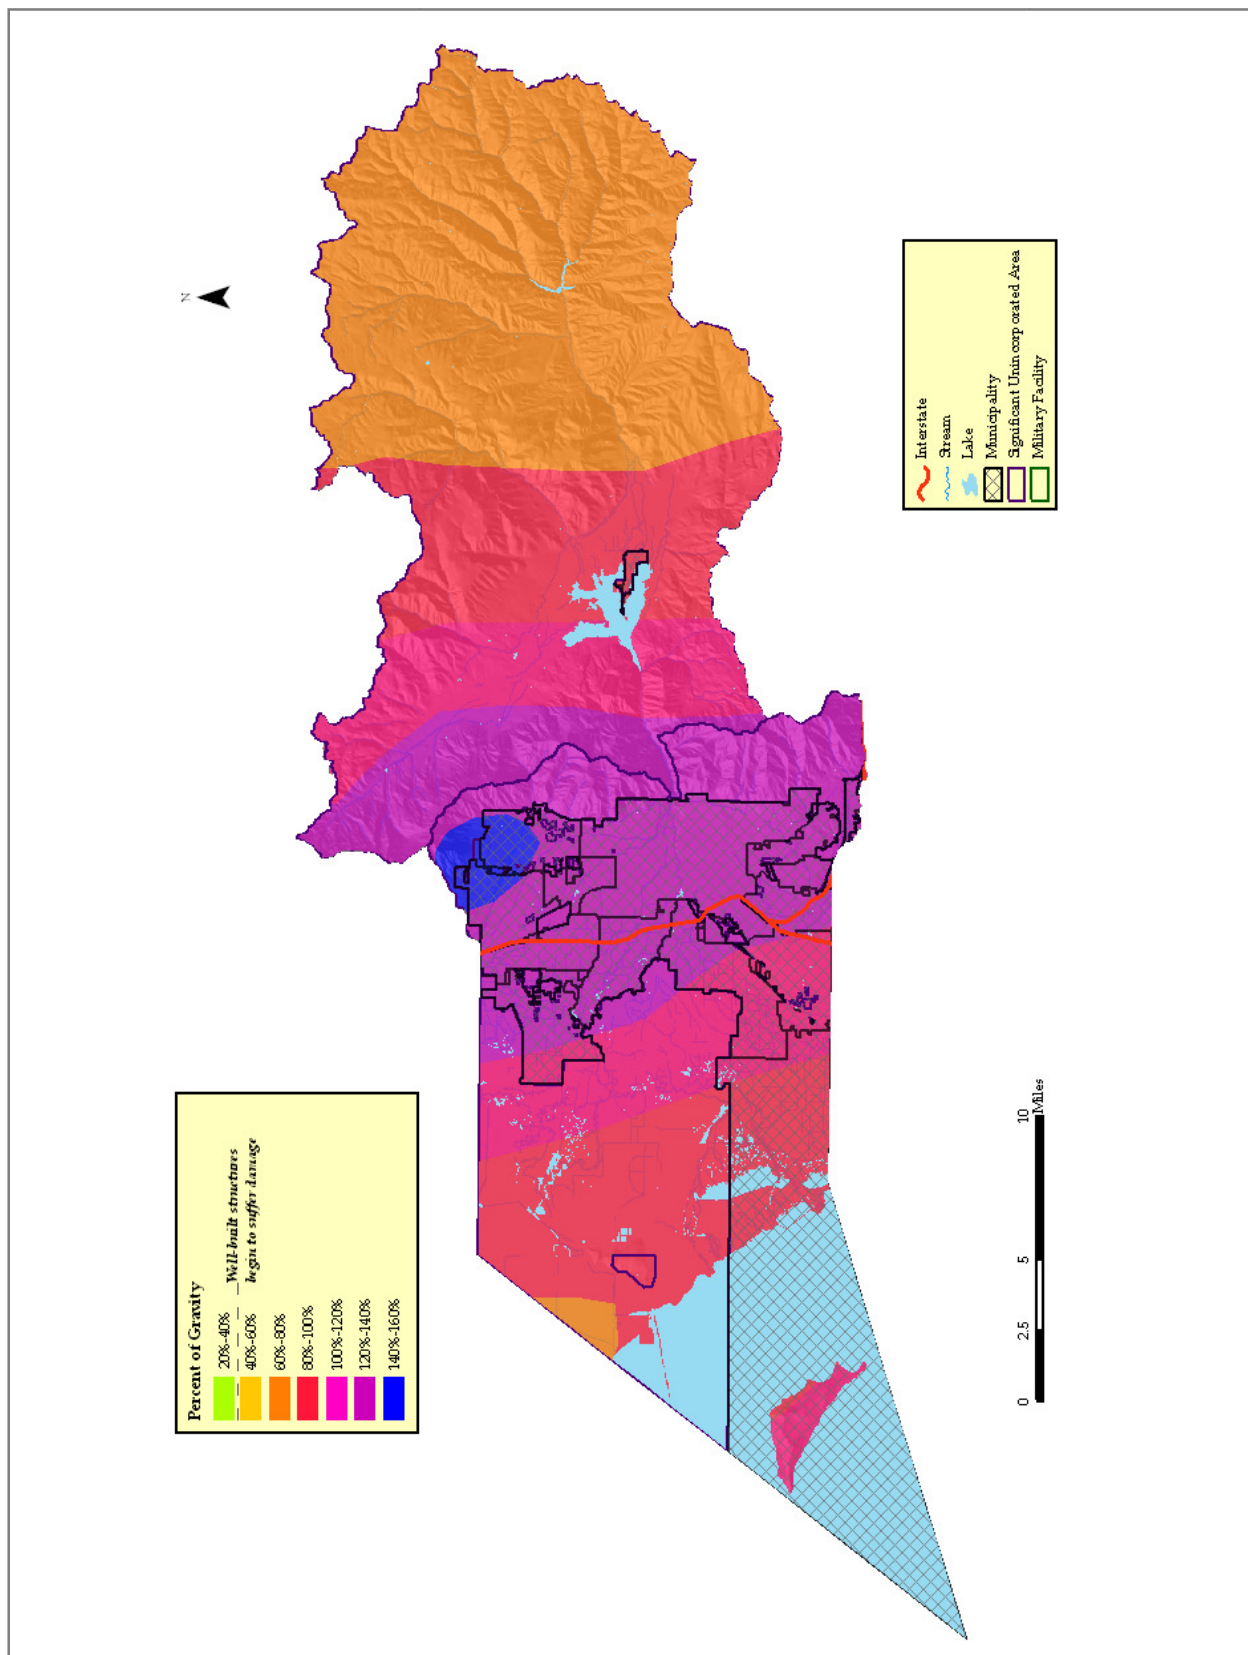 N
Percent of Gravity
20%-40%
Well-built structures
begin to suffer damage
40%-60%
60%-80%
80%-100%
100%-120%
120%-140%
140%-160%
Interstate
Stream
Lake
Municipality
Significant Unincorporated Area
Military Facility
0 2.5 5 10
Miles